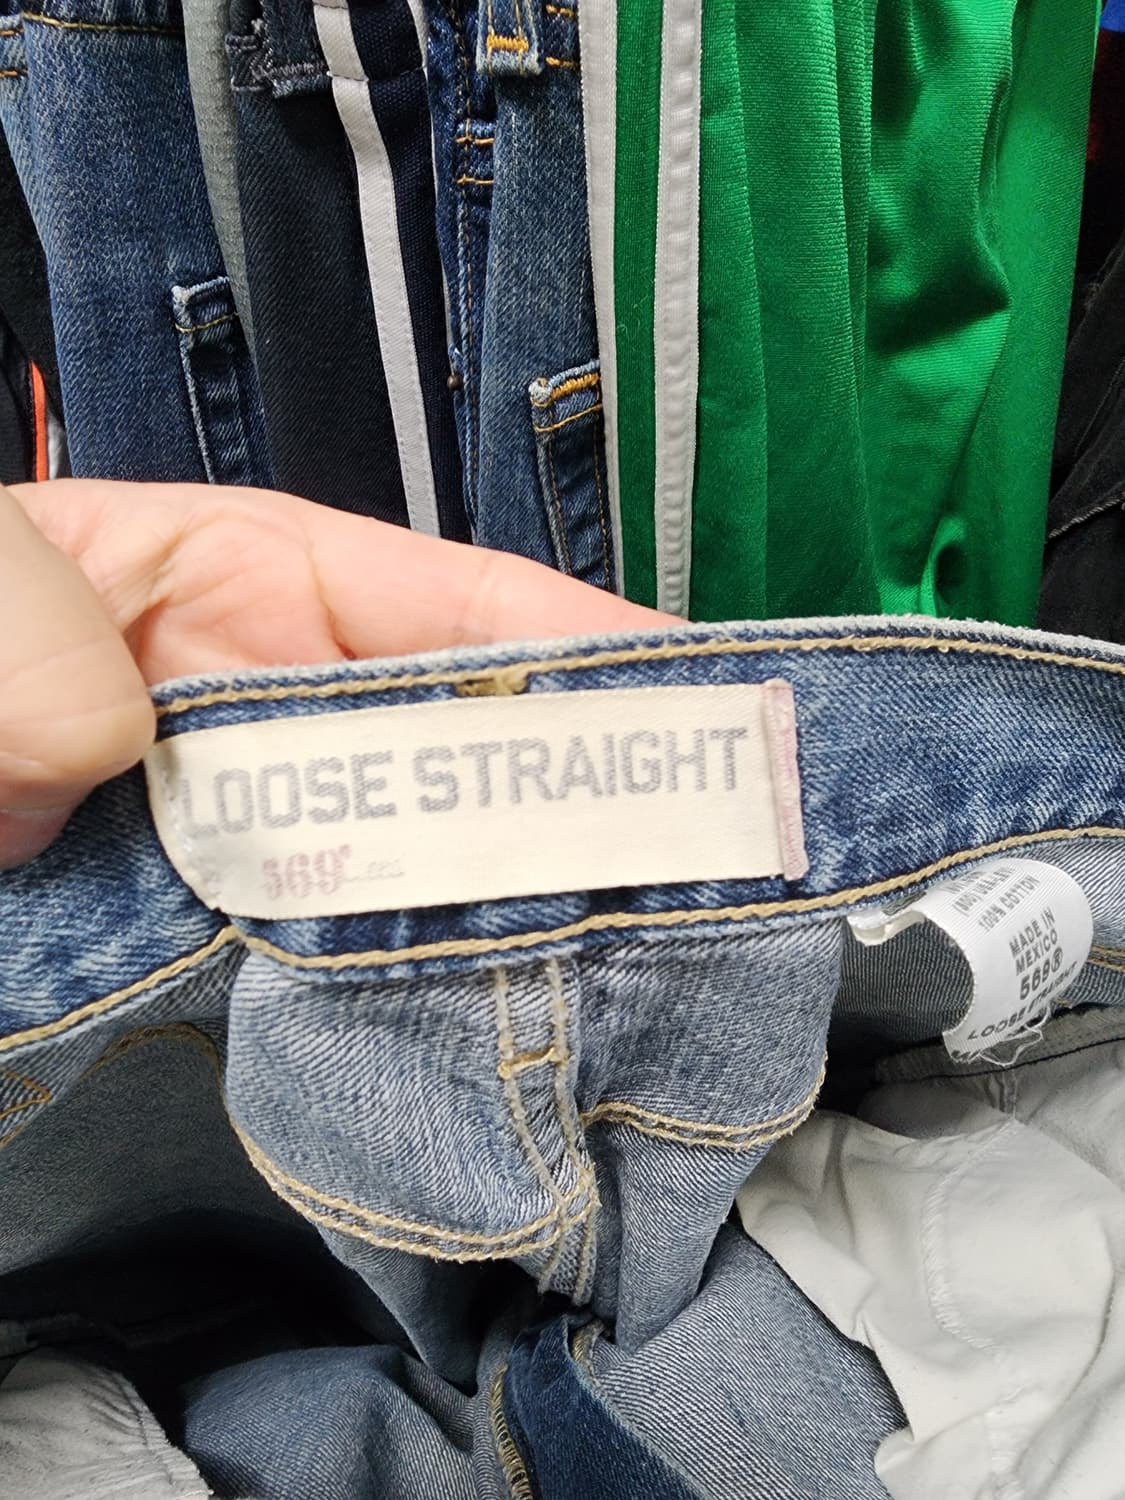 LOOSE STRAIGHT
569
100% COTTON
MADE IN
MEXICO
569®
LOOSE STRAIGHT